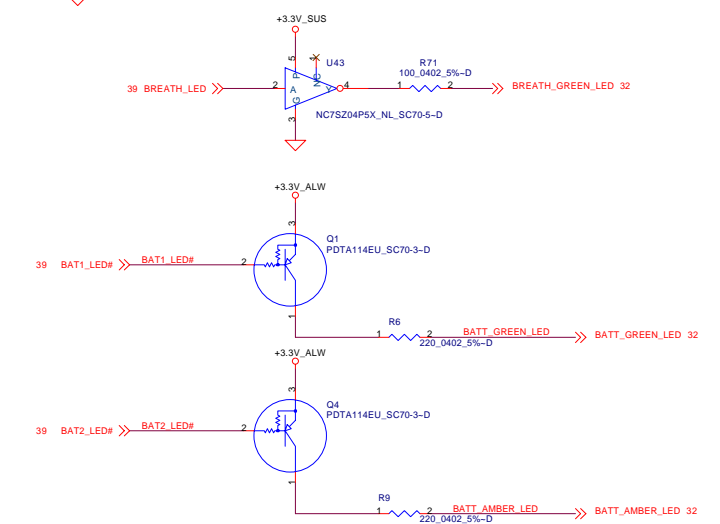 +3.3V_SUS
5
1
U43
P
NC
R71
100_0402_5%~D
39 BREATH_LED
2
A
Y
4
1
2
BREATH_GREEN_LED 32
G
3
NC7SZ04P5X_NL_SC70-5~D
+3.3V_ALW
3
Q1
PDTA114EU_SC70-3~D
39 BAT1_LED#
BAT1_LED#
2
1
R6
1
2
BATT_GREEN_LED
BATT_GREEN_LED 32
220_0402_5%~D
+3.3V_ALW
3
Q4
PDTA114EU_SC70-3~D
39 BAT2_LED#
BAT2_LED#
2
1
R9
1
2
BATT_AMBER_LED
BATT_AMBER_LED 32
220_0402_5%~D